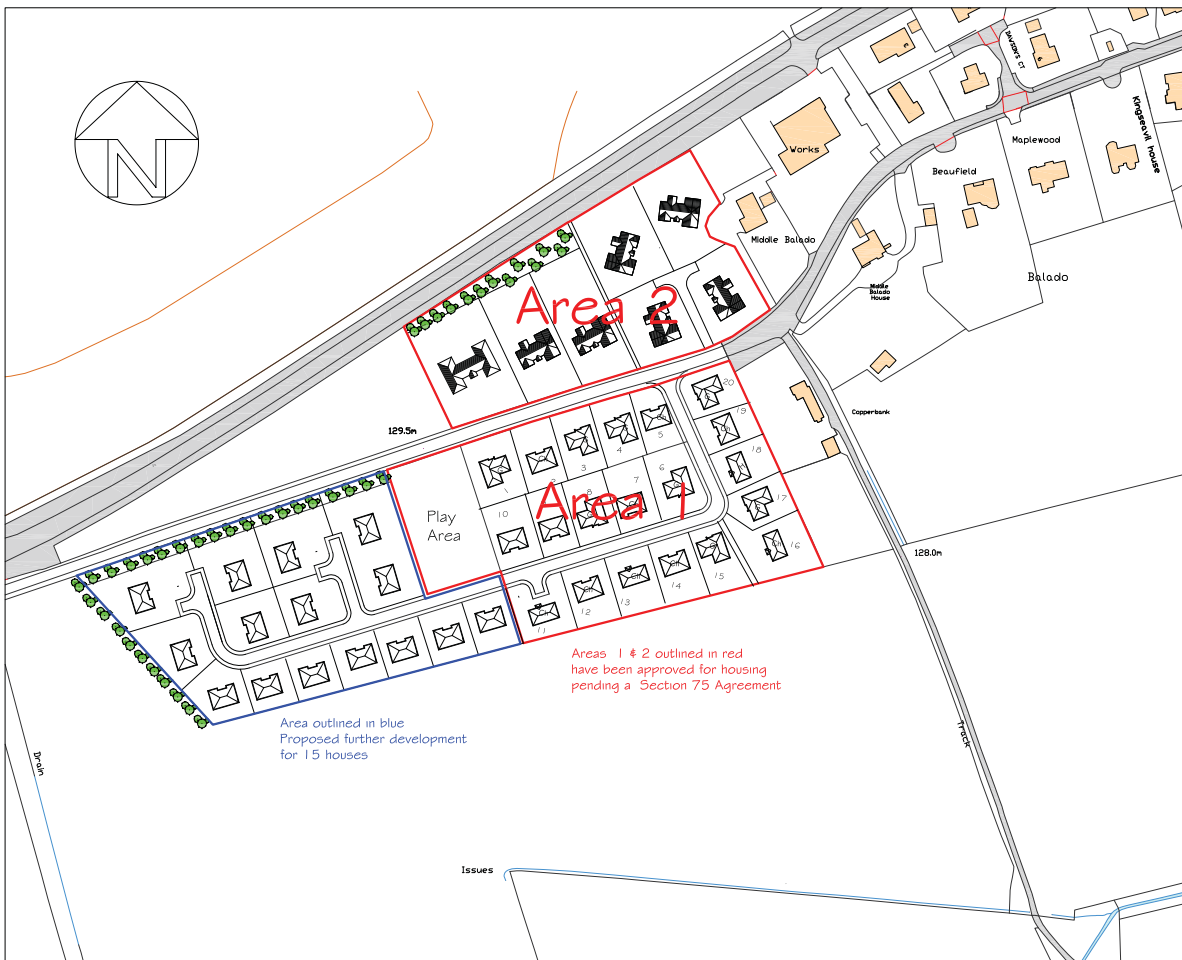 N
DAVISON'S CT
Works
Maplewood
Kingseavil house
Beaufield
Middle Balado
Middle
Balado
House
Balado
Area 2
Copperbank
129.5m
20
19
18
17
16
5
4
3
2
1
6
7
8
10
Area 1
Play
Area
128.0m
11
12
13
14
15
Areas 1 & 2 outlined in red
have been approved for housing
pending a Section 75 Agreement
Area outlined in blue
Proposed further development
for 15 houses
Drain
Track
Issues